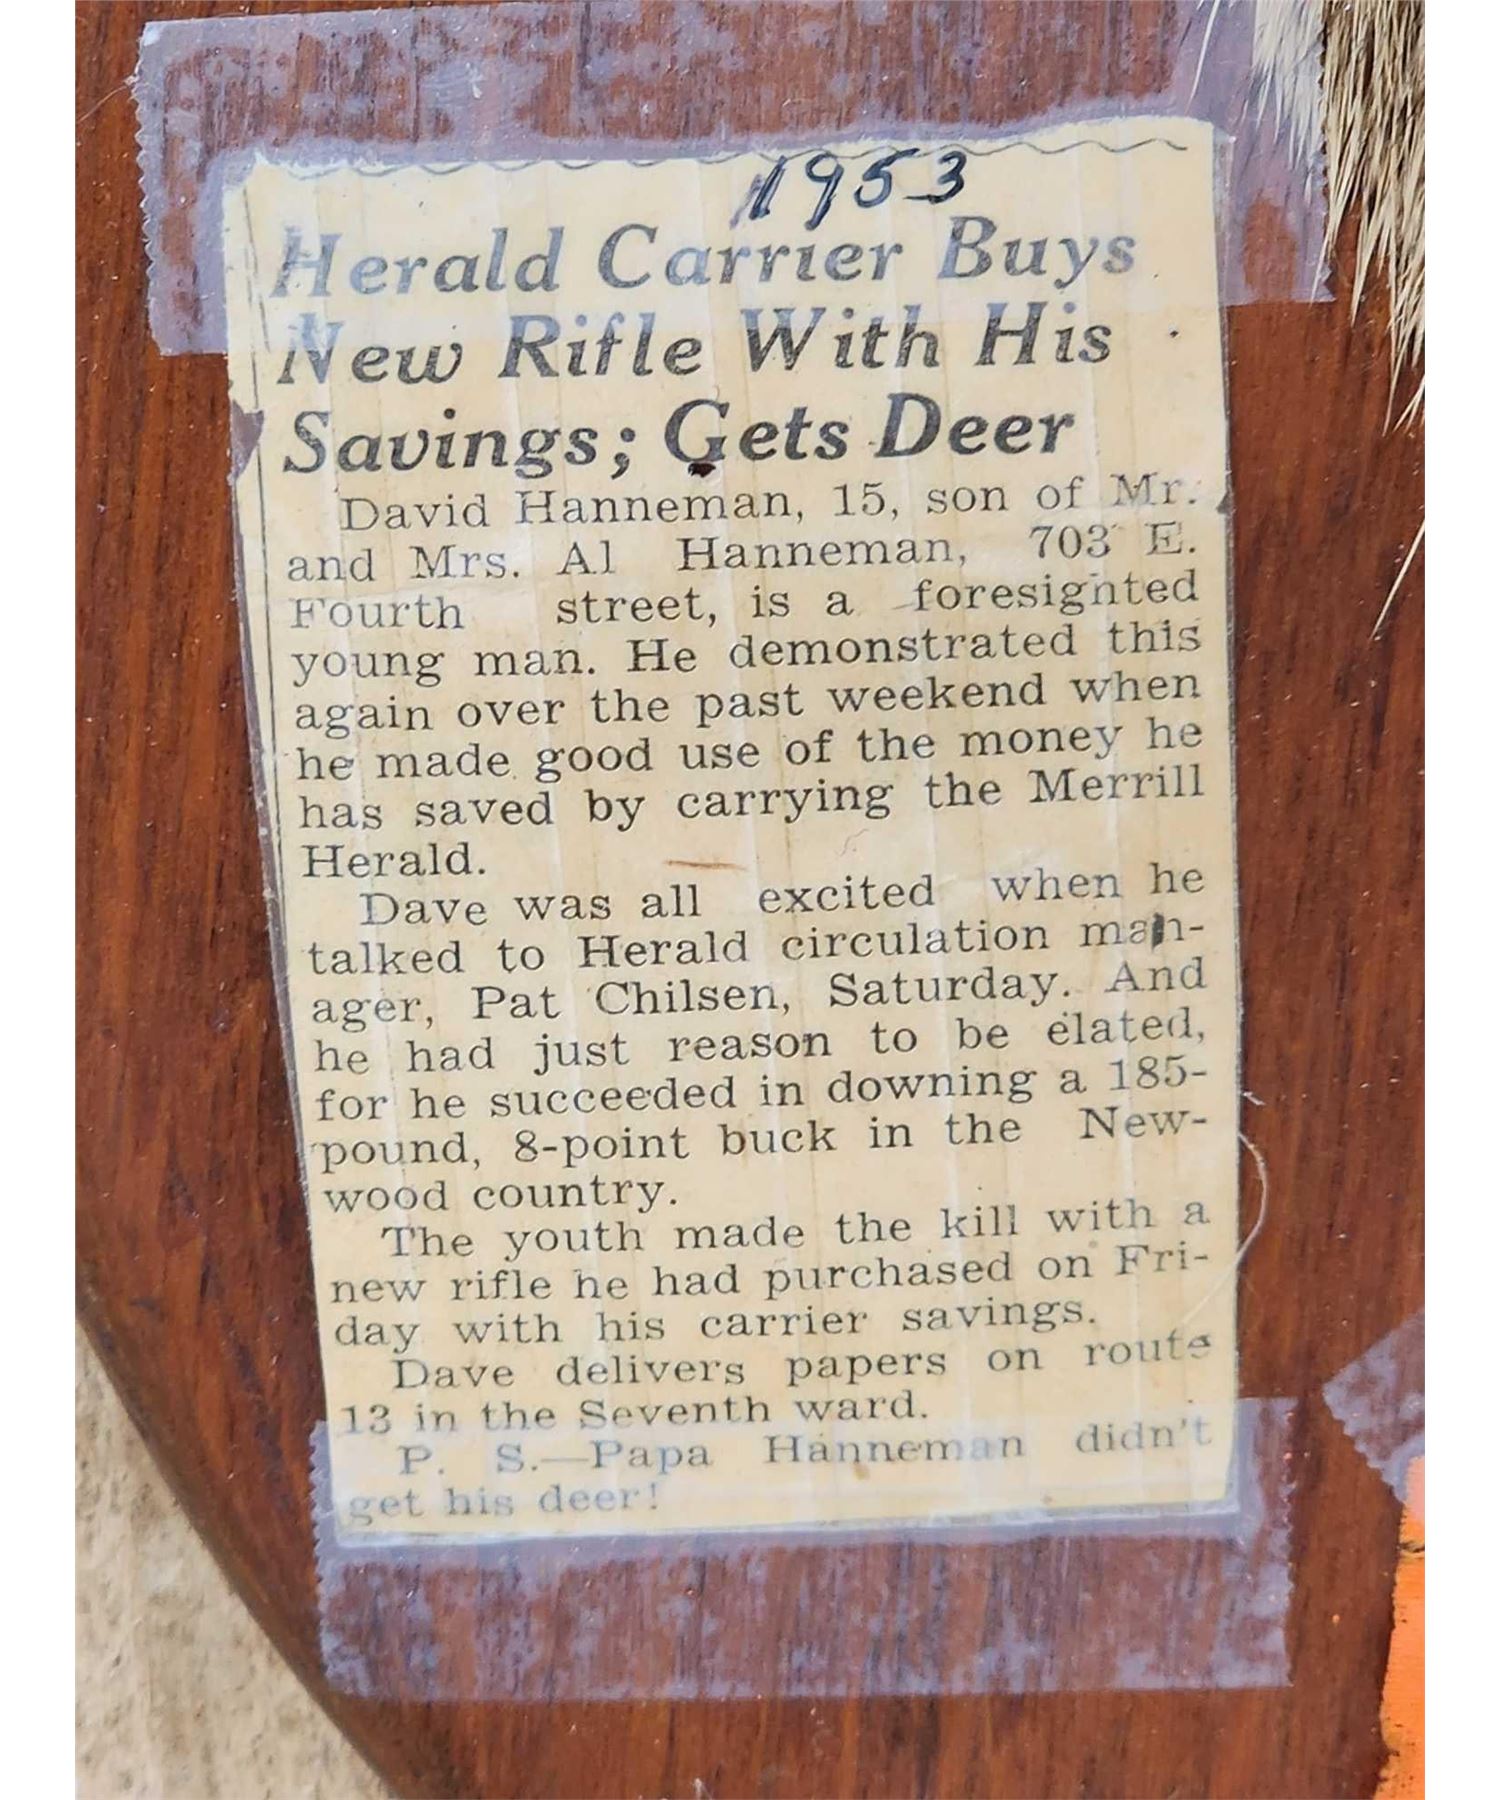 1953
Herald Carrier Buys
New Rifle With His
Savings; Gets Deer
David Hanneman, 15, son of Mr.
and Mrs. Al Hanneman, 703 E.
Fourth street, is a foresighted
young man. He demonstrated this
again over the past weekend when
he made good use of the money he
has saved by carrying the Merrill
Herald.
Dave was all excited when he
talked to Herald circulation man-
ager, Pat Chilsen, Saturday. And
he had just reason to be elated,
for he succeeded in downing a 185-
pound, 8-point buck in the New-
wood country.
The youth made the kill with a
new rifle he had purchased on Fri-
day with his carrier savings.
Dave delivers papers on route
13 in the Seventh ward.
P. S.—Papa Hanneman didn't
get his deer!